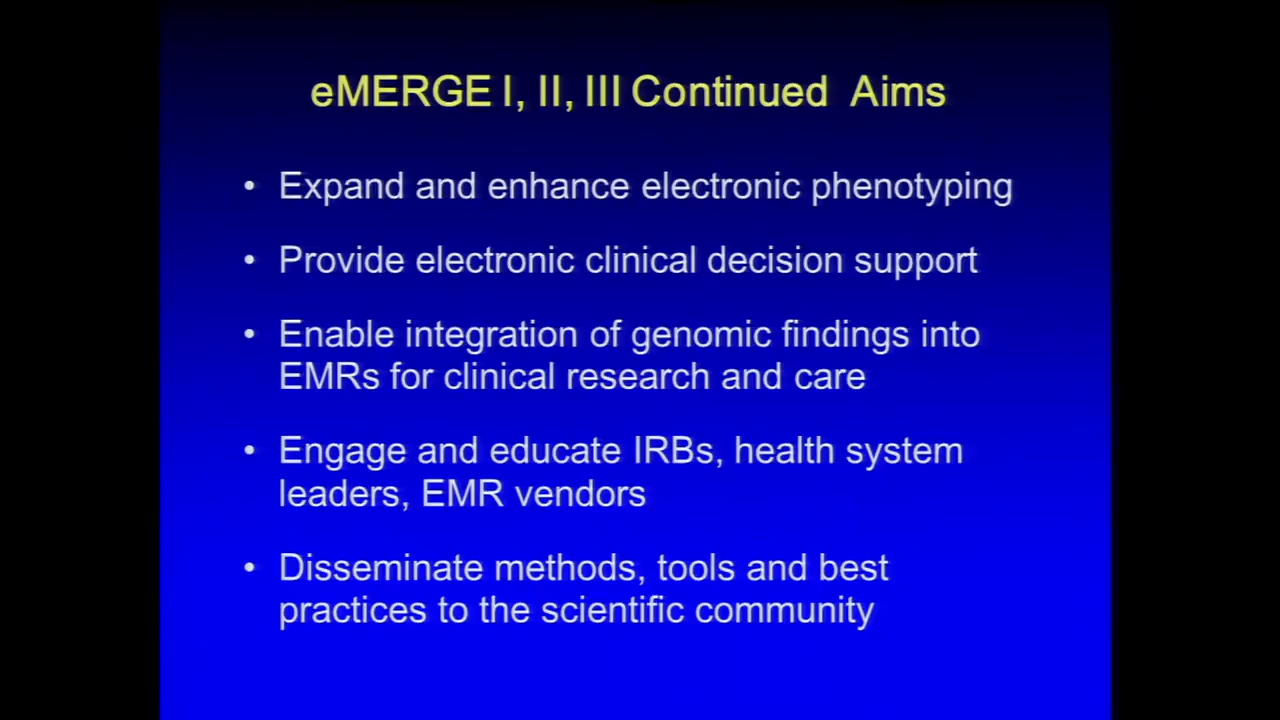 eMERGE I, II, III Continued Aims
• Expand and enhance electronic phenotyping
• Provide electronic clinical decision support
• Enable integration of genomic findings into
EMRs for clinical research and care
• Engage and educate IRBs, health system
leaders, EMR vendors
• Disseminate methods, tools and best
practices to the scientific community